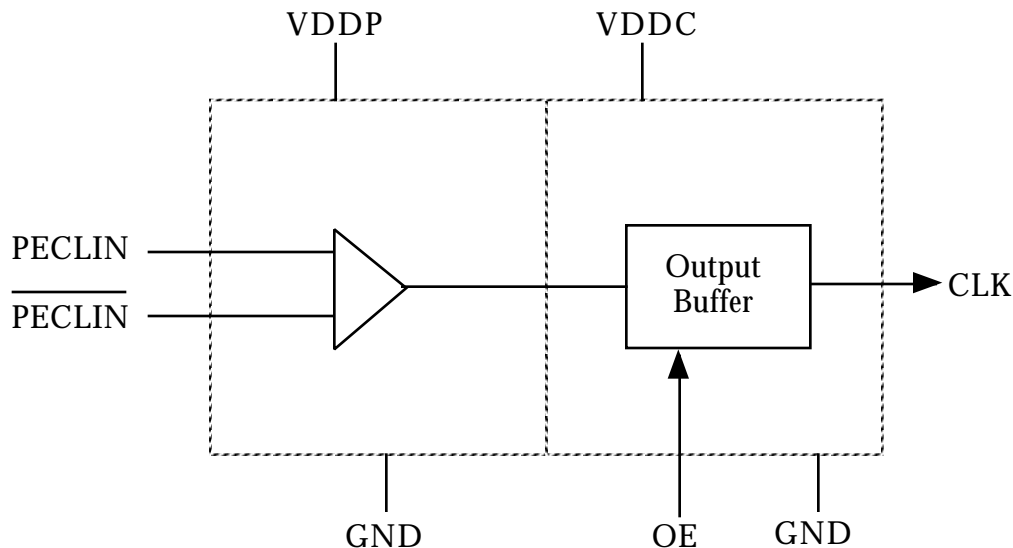 VDDP
VDDC
PECLIN
PECLIN
Output
Buffer
CLK
GND
OE
GND